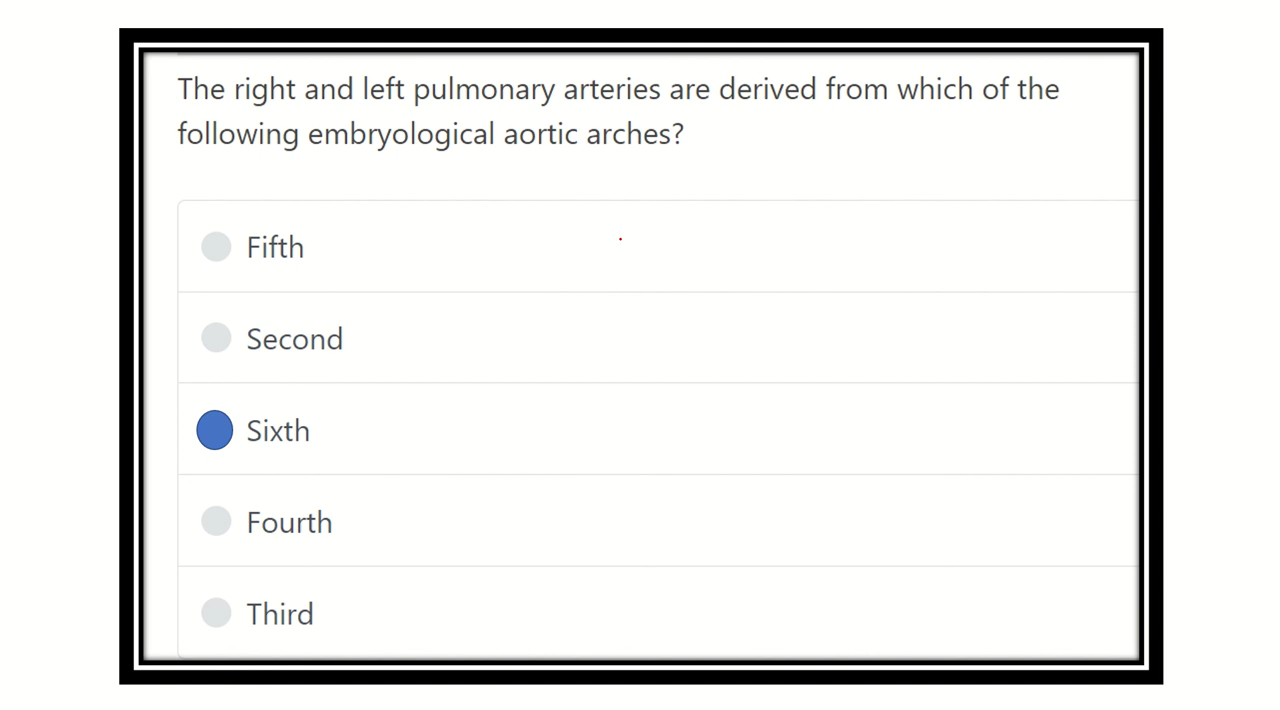 The right and left pulmonary arteries are derived from which of the
following embryological aortic arches?
Fifth
Second
Sixth
Fourth
Third